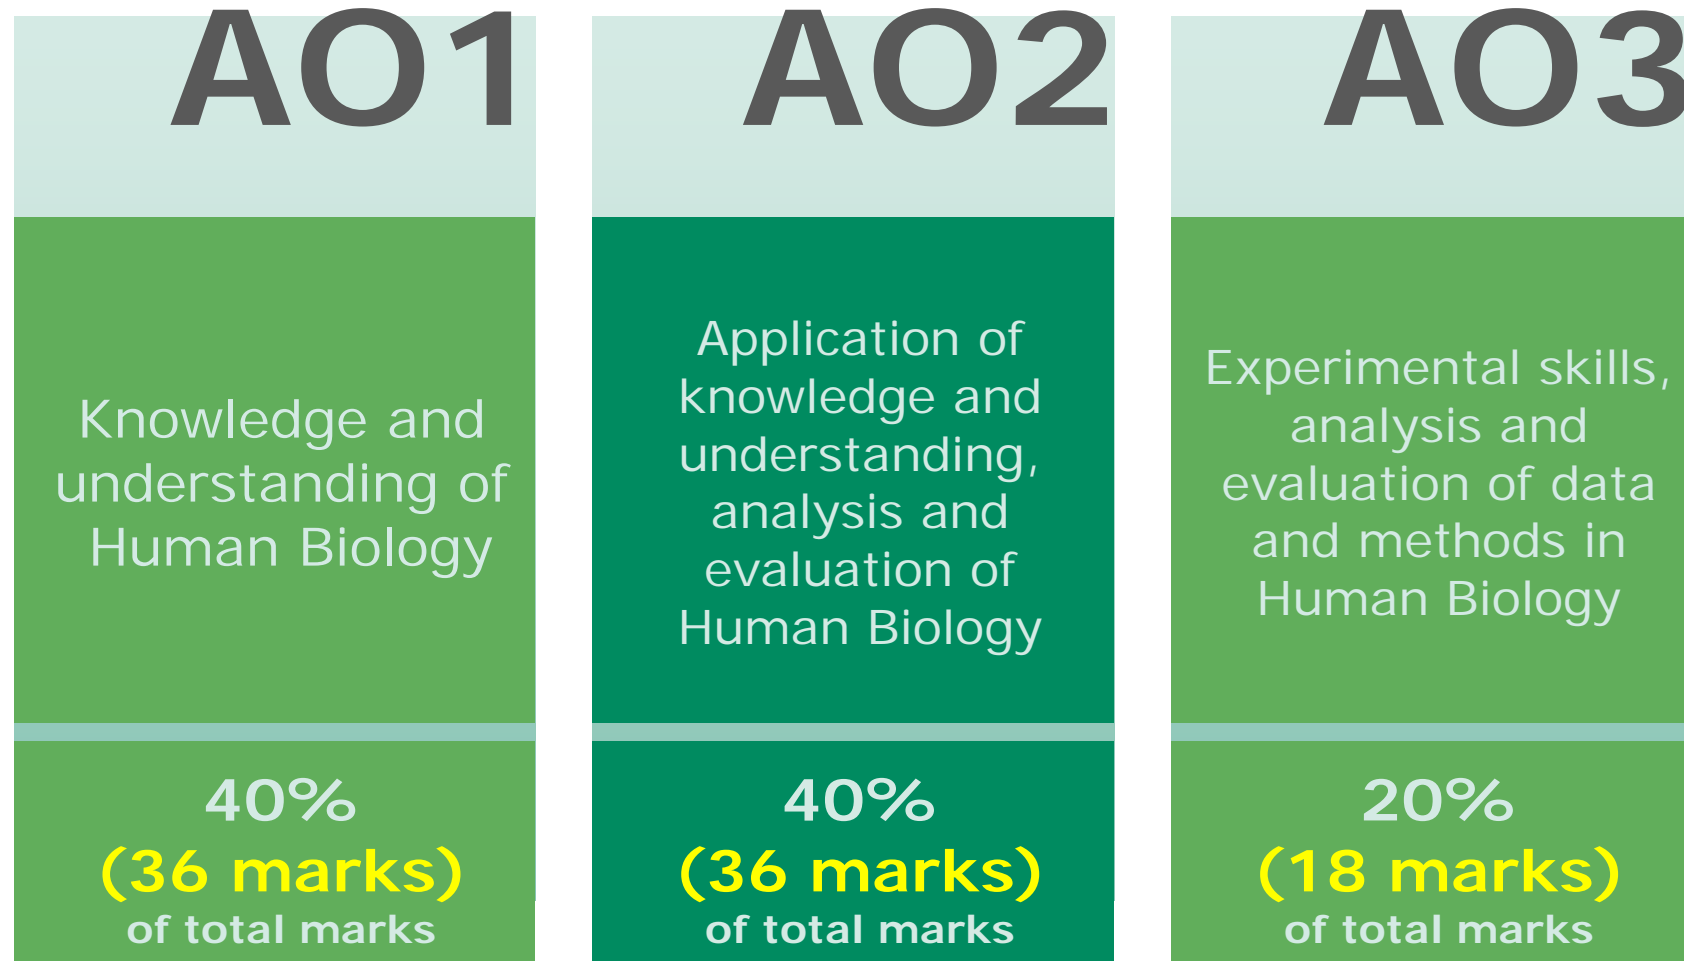 AO1
Knowledge and
understanding of
Human Biology
40%
(36 marks)
of total marks
AO2
Application of
knowledge and
understanding,
analysis and
evaluation of
Human Biology
40%
(36 marks)
of total marks
AO3
Experimental skills,
analysis and
evaluation of data
and methods in
Human Biology
20%
(18 marks)
of total marks